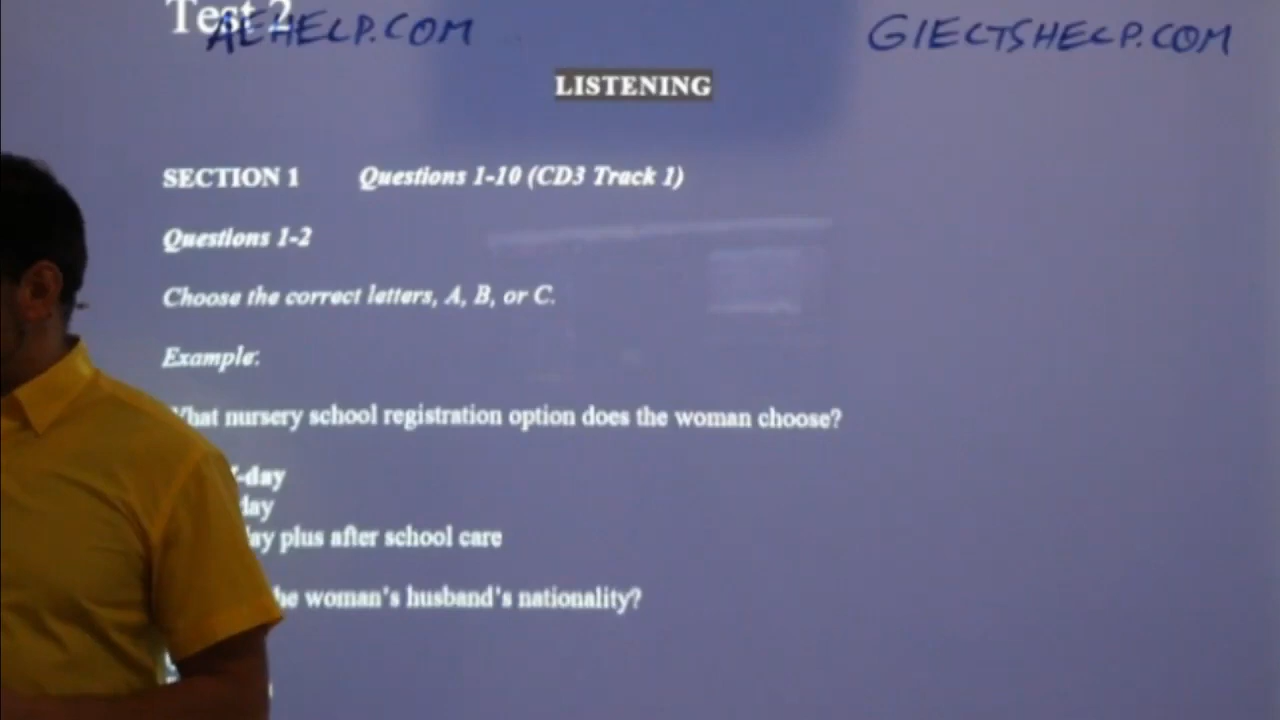 Test 2
AEHELP.COM
GIELTSHELP.COM
LISTENING
SECTION 1 Questions 1-10 (CD3 Track 1)
Questions 1-2
Choose the correct letters, A, B, or C.
Example:
What nursery school registration option does the woman choose?
-day
day
ay plus after school care
he woman's husband's nationality?